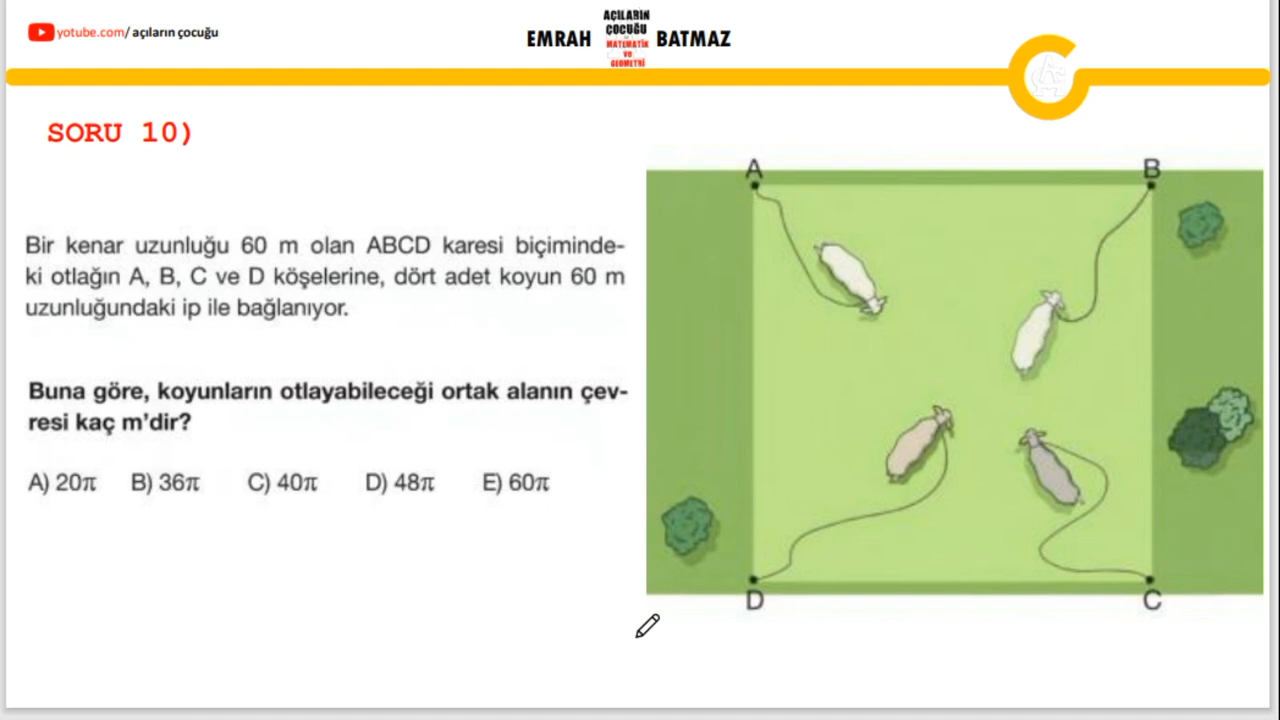 yotube.com/ açıların çocuğu
EMRAH
AÇILARIN
ÇOCUĞU
MATEMATİK
VE
GEOMETRİ
BATMAZ
SORU 10)
Bir kenar uzunluğu 60 m olan ABCD karesi biçiminde-
ki otlağın A, B, C ve D köşelerine, dört adet koyun 60 m
uzunluğundaki ip ile bağlanıyor.
Buna göre, koyunların otlayabileceği ortak alanın çev-
resi kaç m'dir?
A) 20π B) 36π C) 40π D) 48π E) 60π
A
B
D
C